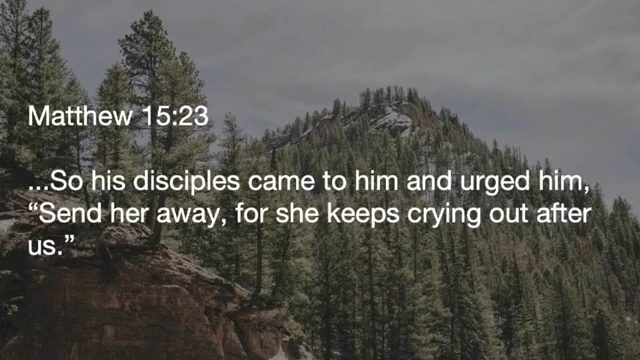 Matthew 15:23
...So his disciples came to him and urged him,
“Send her away, for she keeps crying out after
us.”